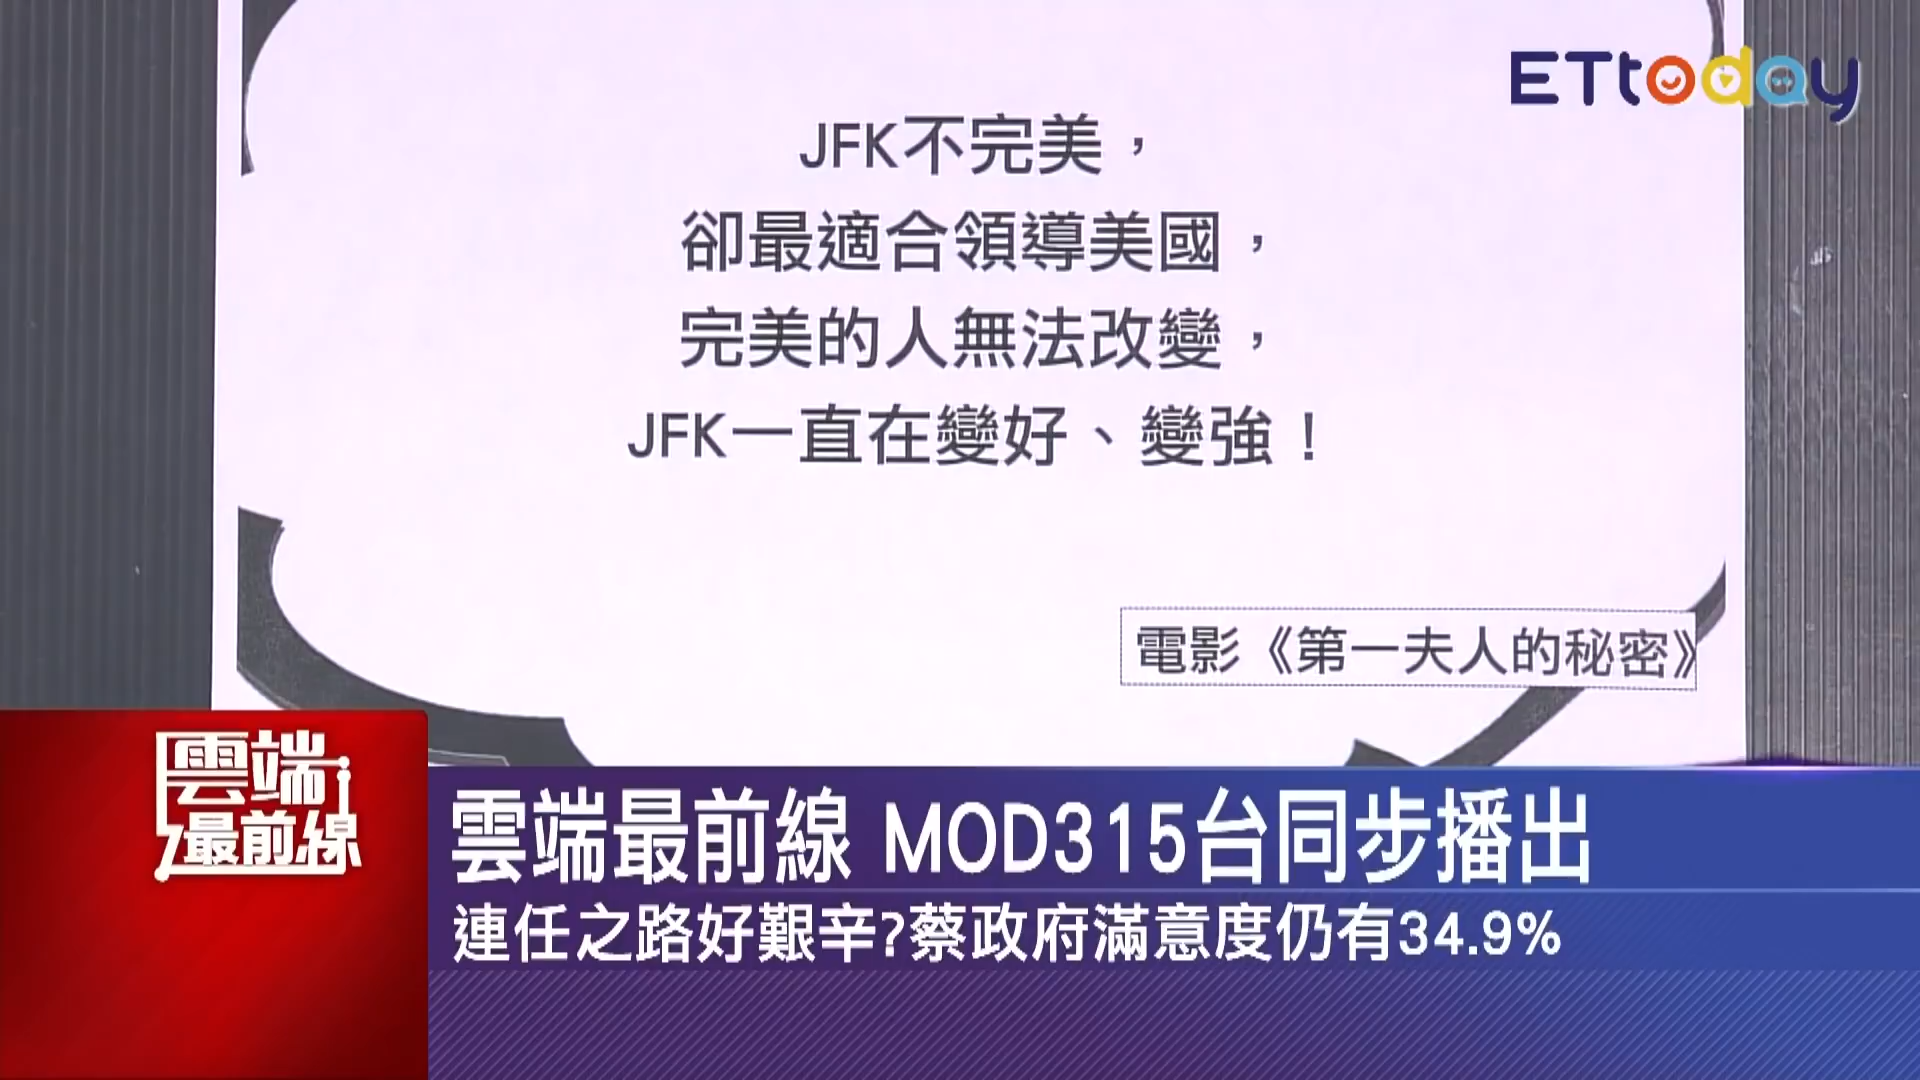 ETtoday
JFK不完美，
卻最適合領導美國，
完美的人無法改變，
JFK一直在變好、變強！
電影《第一夫人的秘密》
雲端
最前線
雲端最前線 MOD315台同步播出
連任之路好艱辛?蔡政府滿意度仍有34.9%